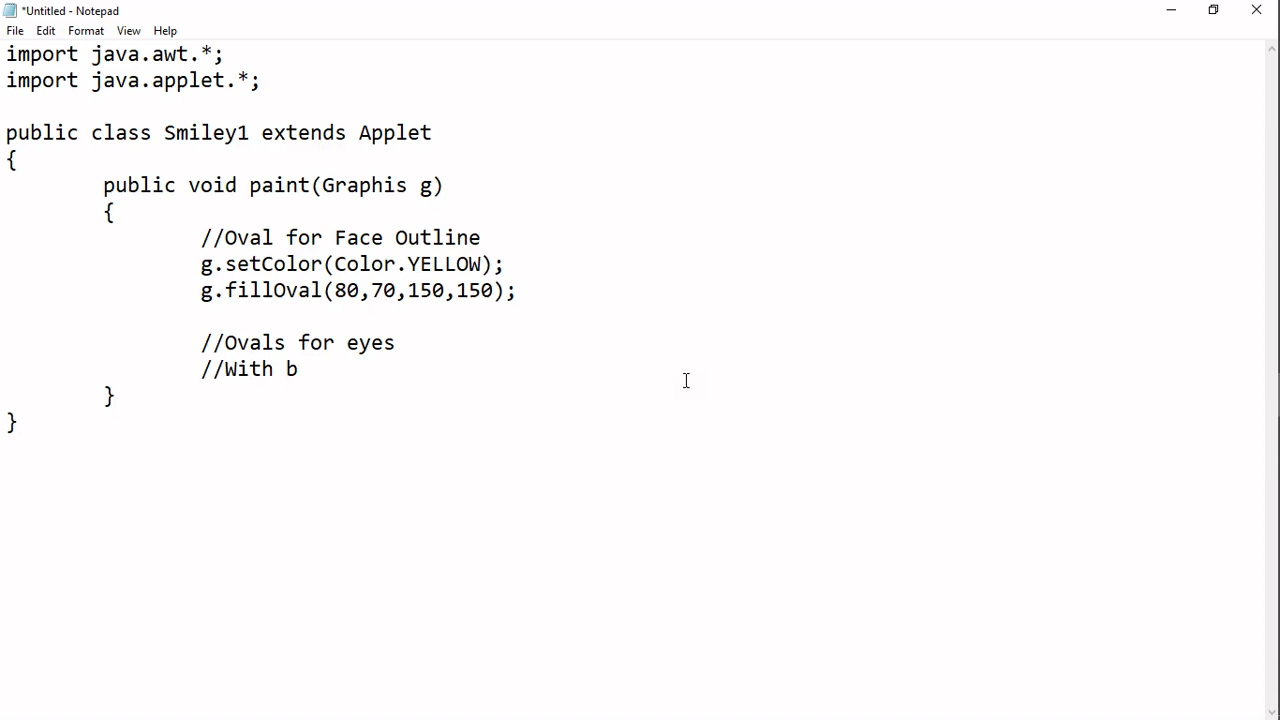 *Untitled - Notepad
File Edit Format View Help
import java.awt.*;
import java.applet.*;
public class Smiley1 extends Applet
{
public void paint(Graphis g)
{
//Oval for Face Outline
g.setColor(Color.YELLOW);
g.fillOval(80,70,150,150);
//Ovals for eyes
//With b
}
}